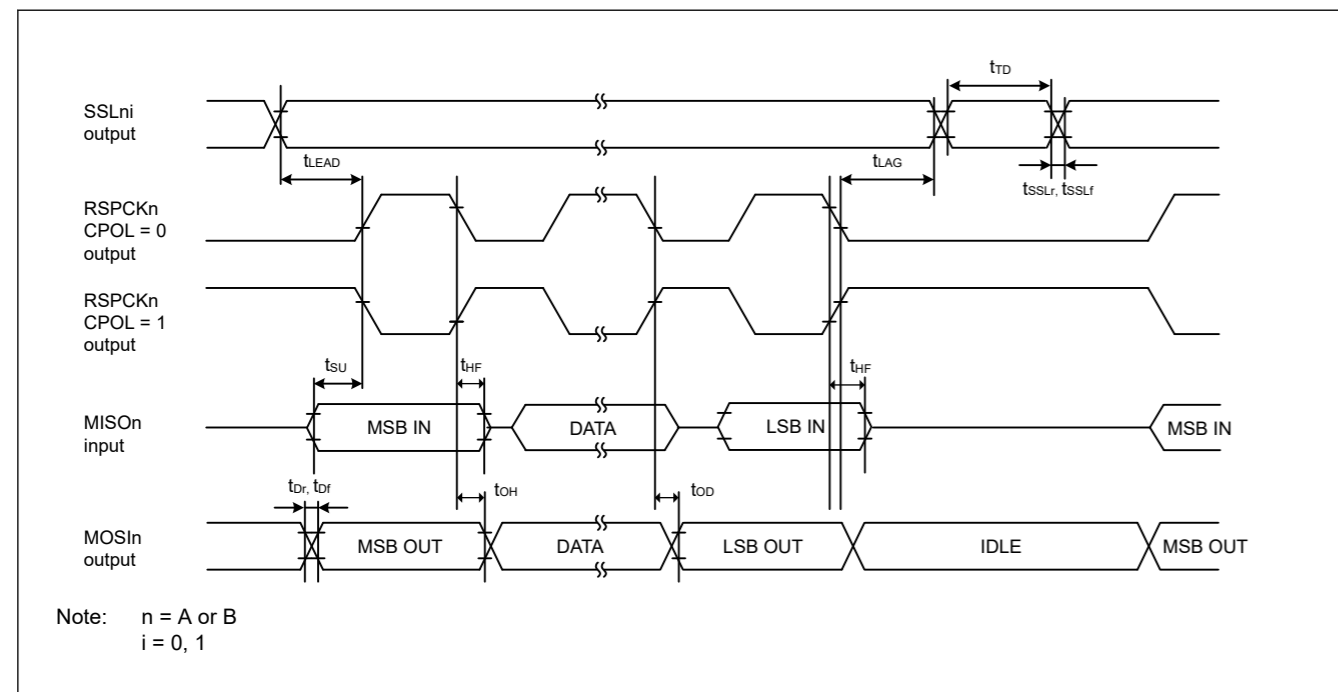 tTD
SSLni
output
tLEAD
tLAG
tSSLr, tSSLf
RSPCKn
CPOL = 0
output
RSPCKn
CPOL = 1
output
tSU
tHF
tHF
MISOn
input
MSB IN
DATA
LSB IN
MSB IN
tDr, tDf
tOH
tOD
MOSIn
output
MSB OUT
DATA
LSB OUT
IDLE
MSB OUT
Note: n = A or B
i = 0, 1